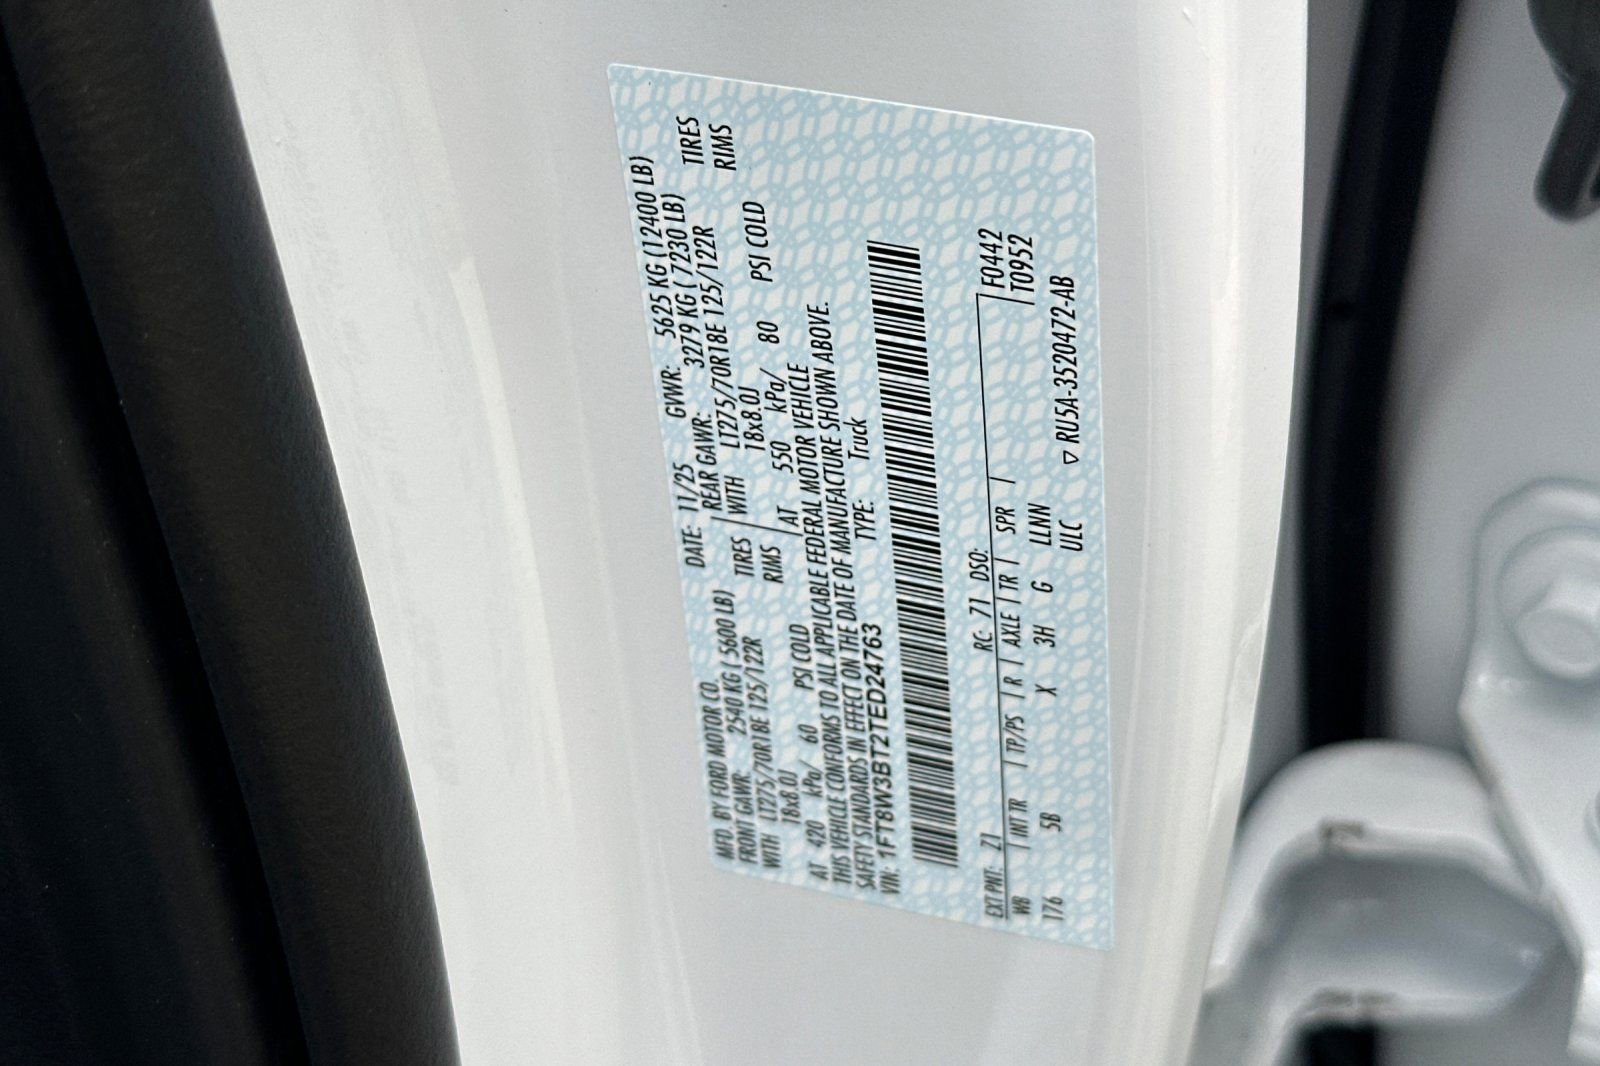 MFD. BY FORD MOTOR CO. DATE: 11/25 GVWR: 5625 KG (12400 LB)
FRONT GAWR: 2540 KG ( 5600 LB) REAR GAWR: 3279 KG ( 7230 LB)
WITH LT275/70R18E 125/122R TIRES WITH LT275/70R18E 125/122R TIRES
18x8.0J RIMS 18x8.0J RIMS
AT 420 kPa/ 60 PSI COLD AT 550 kPa/ 80 PSI COLD
THIS VEHICLE CONFORMS TO ALL APPLICABLE FEDERAL MOTOR VEHICLE
SAFETY STANDARDS IN EFFECT ON THE DATE OF MANUFACTURE SHOWN ABOVE.
VIN: 1FT8W3BT2TED24763 TYPE: Truck
EXT PNT: Z1 RC: 71 DSO: F0442
WB INT TR TP/PS R AXLE TR SPR T0952
176 5B X 3H G LLNN
ULC ▽ RU5A-3520472-AB